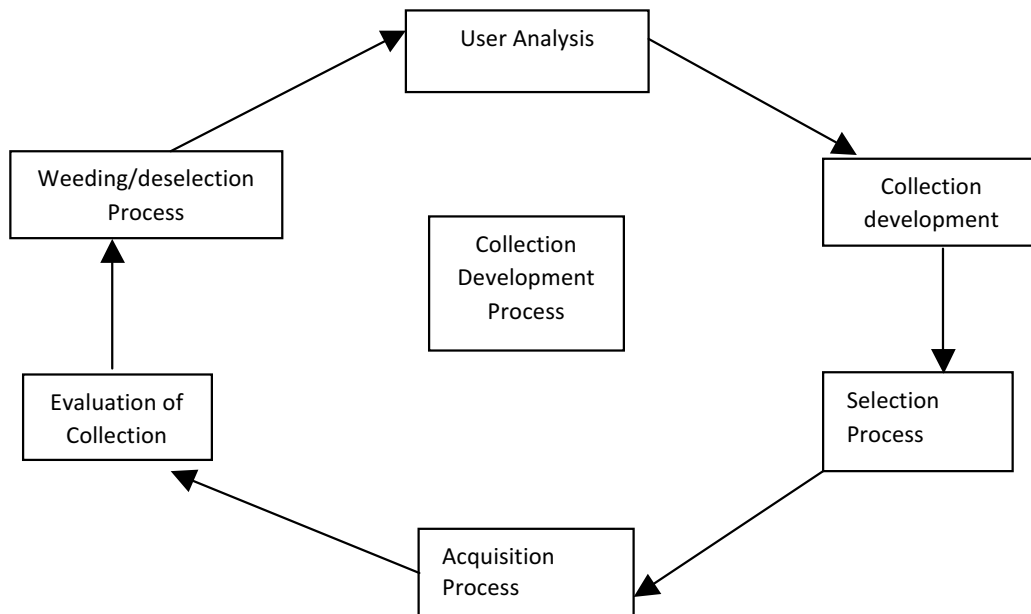 User Analysis
Weeding/deselection
Process
Collection
development
Collection
Development
Process
Evaluation of
Collection
Selection
Process
Acquisition
Process